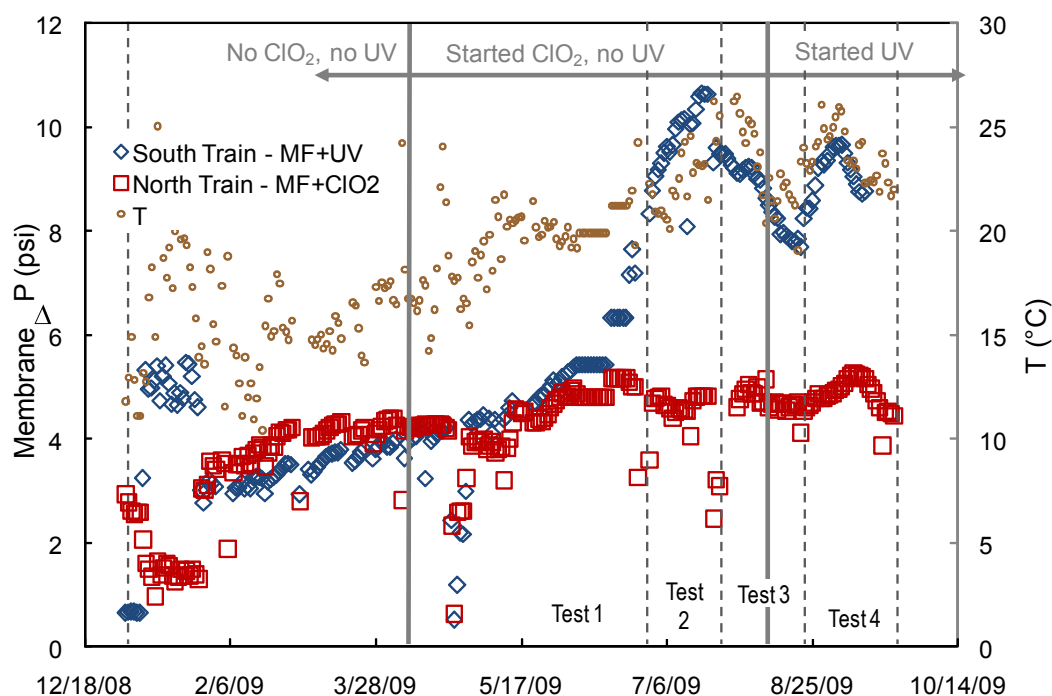 No ClO₂, no UV
Started ClO₂, no UV
Started UV
South Train - MF+UV
North Train - MF+ClO2
T
Membrane Δ P (psi)
T (°C)
12
10
8
6
4
2
0
30
25
20
15
10
5
0
Test 1
Test
2
Test 3
Test 4
12/18/08 2/6/09 3/28/09 5/17/09 7/6/09 8/25/09 10/14/09